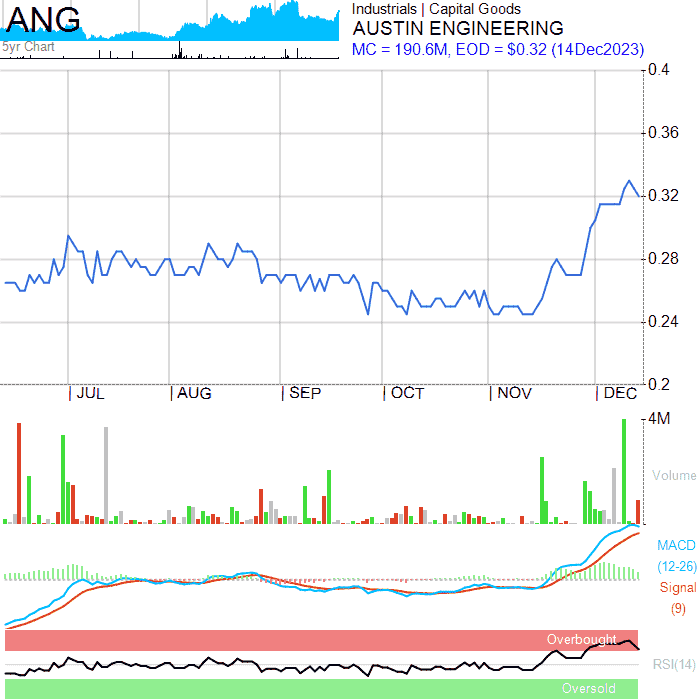 ANG
5yr Chart
Industrials | Capital Goods
AUSTIN ENGINEERING
MC = 190.6M, EOD = $0.32 (14Dec2023)
0.4
0.36
0.32
0.28
0.24
0.2
JUL AUG SEP OCT NOV DEC
4M
Volume
MACD
(12-26)
Signal
(9)
Overbought
RSI(14)
Oversold